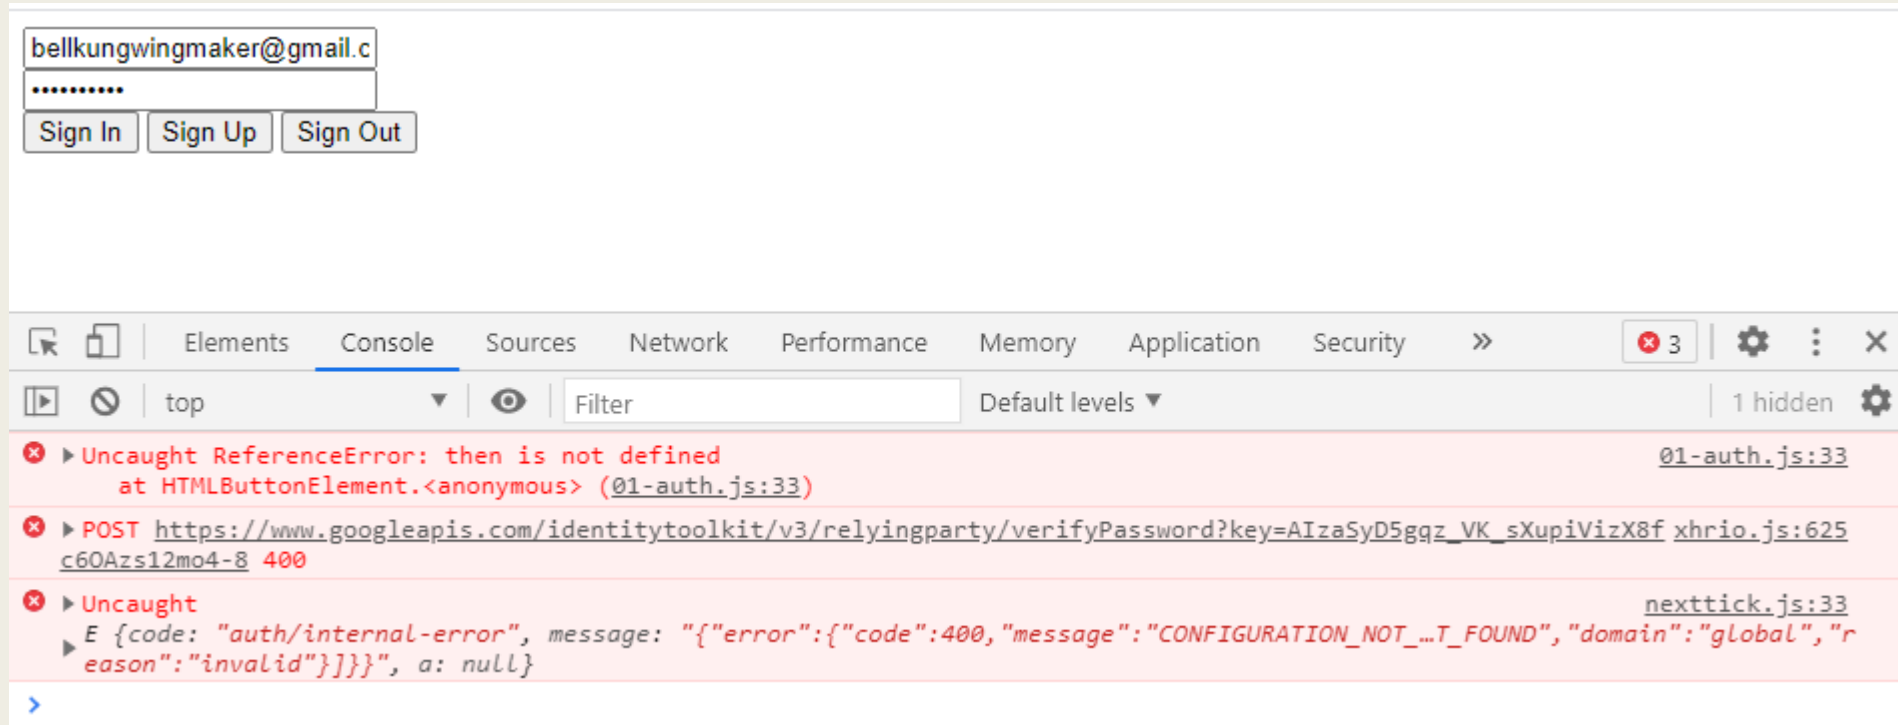 bellkungwingmaker@gmail.c
••••••••••
Sign In Sign Up Sign Out
Elements Console Sources Network Performance Memory Application Security » 3
top ▼ Filter Default levels ▼ 1 hidden
Uncaught ReferenceError: then is not defined 01-auth.js:33
at HTMLButtonElement.<anonymous> (01-auth.js:33)
POST https://www.googleapis.com/identitytoolkit/v3/relyingparty/verifyPassword?key=AIzaSyD5gqz_VK_sXupiVizX8f xhrio.js:625
c6OAzs12mo4-8 400
Uncaught nexttick.js:33
E {code: "auth/internal-error", message: "{"error":{"code":400,"message":"CONFIGURATION_NOT_…T_FOUND","domain":"global","r
eason":"invalid"}]}}", a: null}